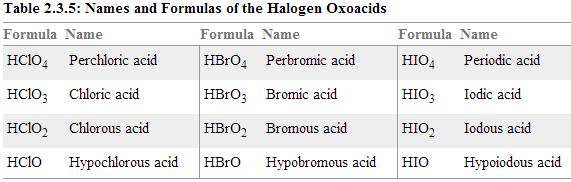 Table 2.3.5: Names and Formulas of the Halogen Oxoacids
Formula Name Formula Name Formula Name
HClO₄ Perchloric acid HBrO₄ Perbromic acid HIO₄ Periodic acid
HClO₃ Chloric acid HBrO₃ Bromic acid HIO₃ Iodic acid
HClO₂ Chlorous acid HBrO₂ Bromous acid HIO₂ Iodous acid
HClO Hypochlorous acid HBrO Hypobromous acid HIO Hypoiodous acid